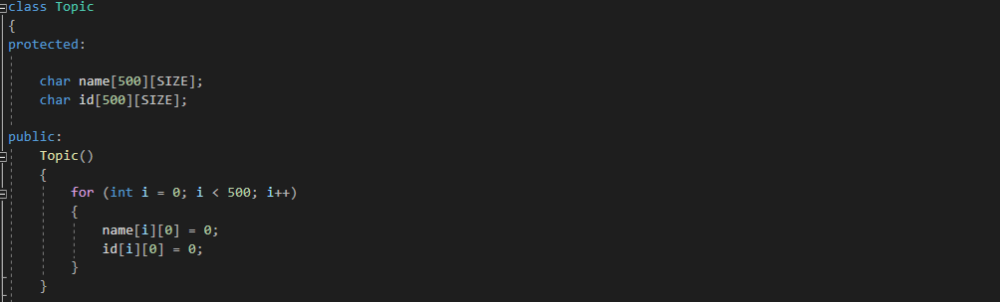 class Topic
{
protected:
char name[500][SIZE];
char id[500][SIZE];
public:
Topic()
{
for (int i = 0; i < 500; i++)
{
name[i][0] = 0;
id[i][0] = 0;
}
}